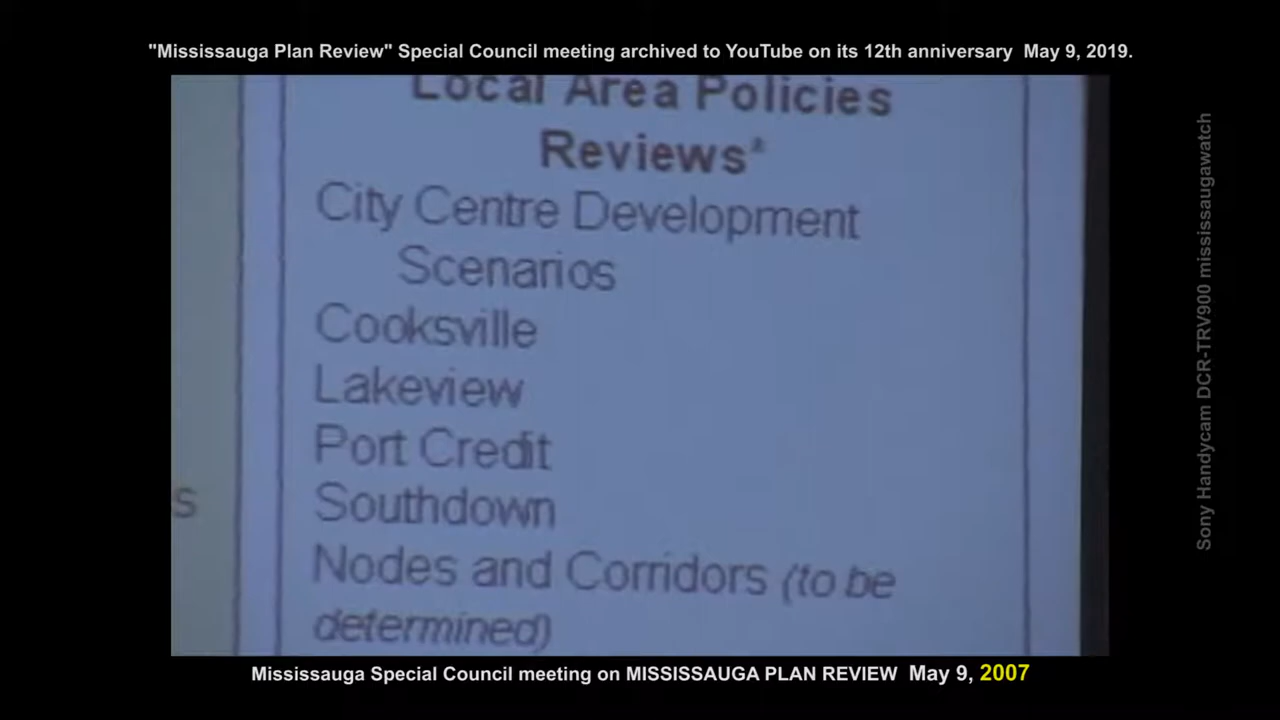 "Mississauga Plan Review" Special Council meeting archived to YouTube on its 12th anniversary May 9, 2019.
Local Area Policies
Reviews²
City Centre Development
Scenarios
Cooksville
Lakeview
Port Credit
Southdown
Nodes and Corridors (to be
determined)
s
Mississauga Special Council meeting on MISSISSAUGA PLAN REVIEW May 9, 2007
Sony Handycam DCR-TRV900 mississaugawatch